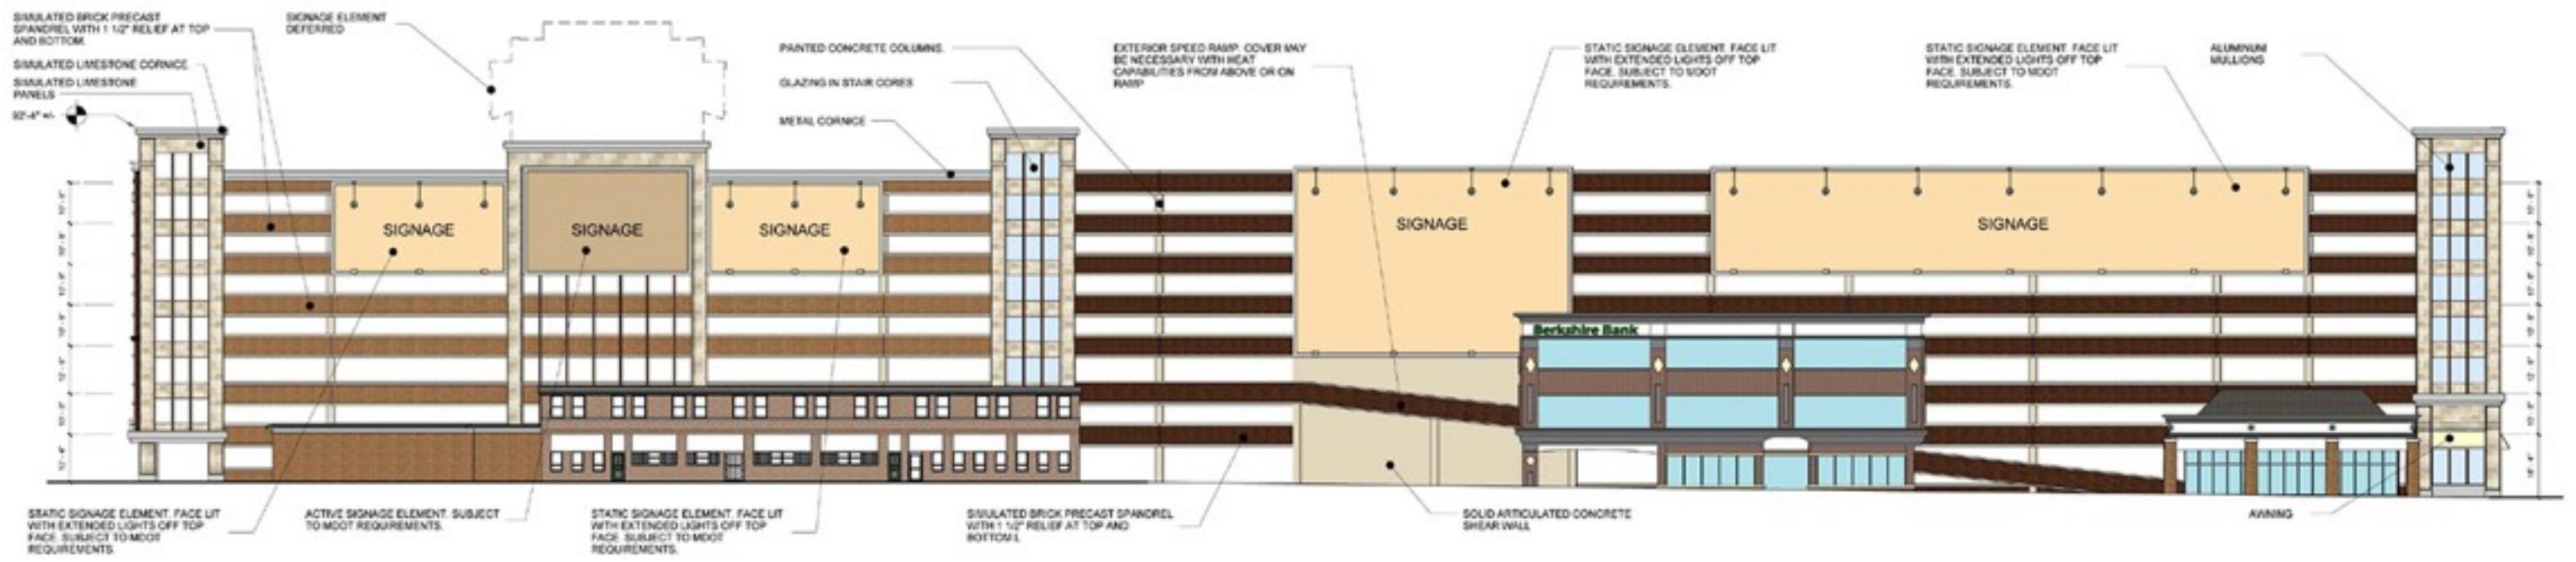 SIMULATED BRICK PRECAST
SPANDREL WITH 1 1/2" RELIEF AT TOP
AND BOTTOM.
SIMULATED LIMESTONE CORNICE
SIMULATED LIMESTONE
PANELS
92'-4" +/-
SIGNAGE ELEMENT
DEFERRED
PAINTED CONCRETE COLUMNS.
GLAZING IN STAIR CORES
METAL CORNICE
EXTERIOR SPEED RAMP. COVER MAY
BE NECESSARY WITH HEAT
CAPABILITIES FROM ABOVE OR ON
RAMP
STATIC SIGNAGE ELEMENT. FACE LIT
WITH EXTENDED LIGHTS OFF TOP
FACE. SUBJECT TO MDOT
REQUIREMENTS.
STATIC SIGNAGE ELEMENT. FACE LIT
WITH EXTENDED LIGHTS OFF TOP
FACE. SUBJECT TO MDOT
REQUIREMENTS.
ALUMINUM
MULLIONS
SIGNAGE
SIGNAGE
SIGNAGE
SIGNAGE
SIGNAGE
Berkshire Bank
STATIC SIGNAGE ELEMENT. FACE LIT
WITH EXTENDED LIGHTS OFF TOP
FACE. SUBJECT TO MDOT
REQUIREMENTS.
ACTIVE SIGNAGE ELEMENT. SUBJECT
TO MDOT REQUIREMENTS.
STATIC SIGNAGE ELEMENT. FACE LIT
WITH EXTENDED LIGHTS OFF TOP
FACE. SUBJECT TO MDOT
REQUIREMENTS.
SIMULATED BRICK PRECAST SPANDREL
WITH 1 1/2" RELIEF AT TOP AND
BOTTOM.
SOLID ARTICULATED CONCRETE
SHEAR WALL
AWNING